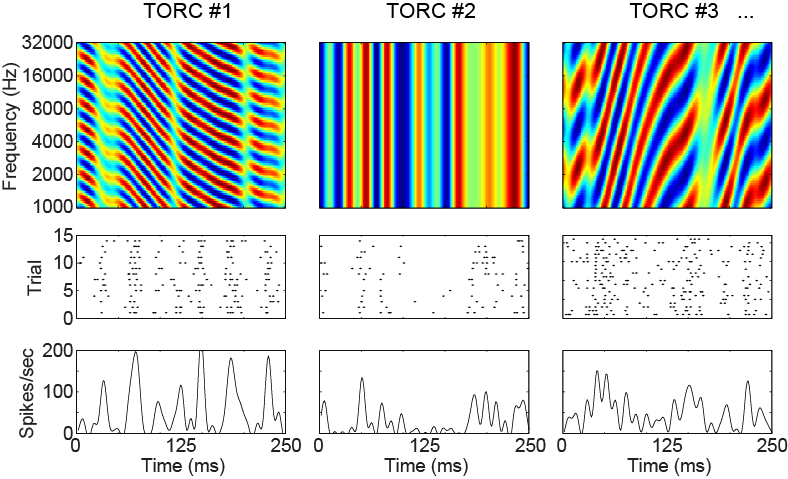 TORC #1 TORC #2 TORC #3 ...
Frequency (Hz)
32000
16000
8000
4000
2000
1000
Trial
15
10
5
0
Spikes/sec
200
100
0
0 125 250 0 125 250 0 125 250
Time (ms) Time (ms) Time (ms)